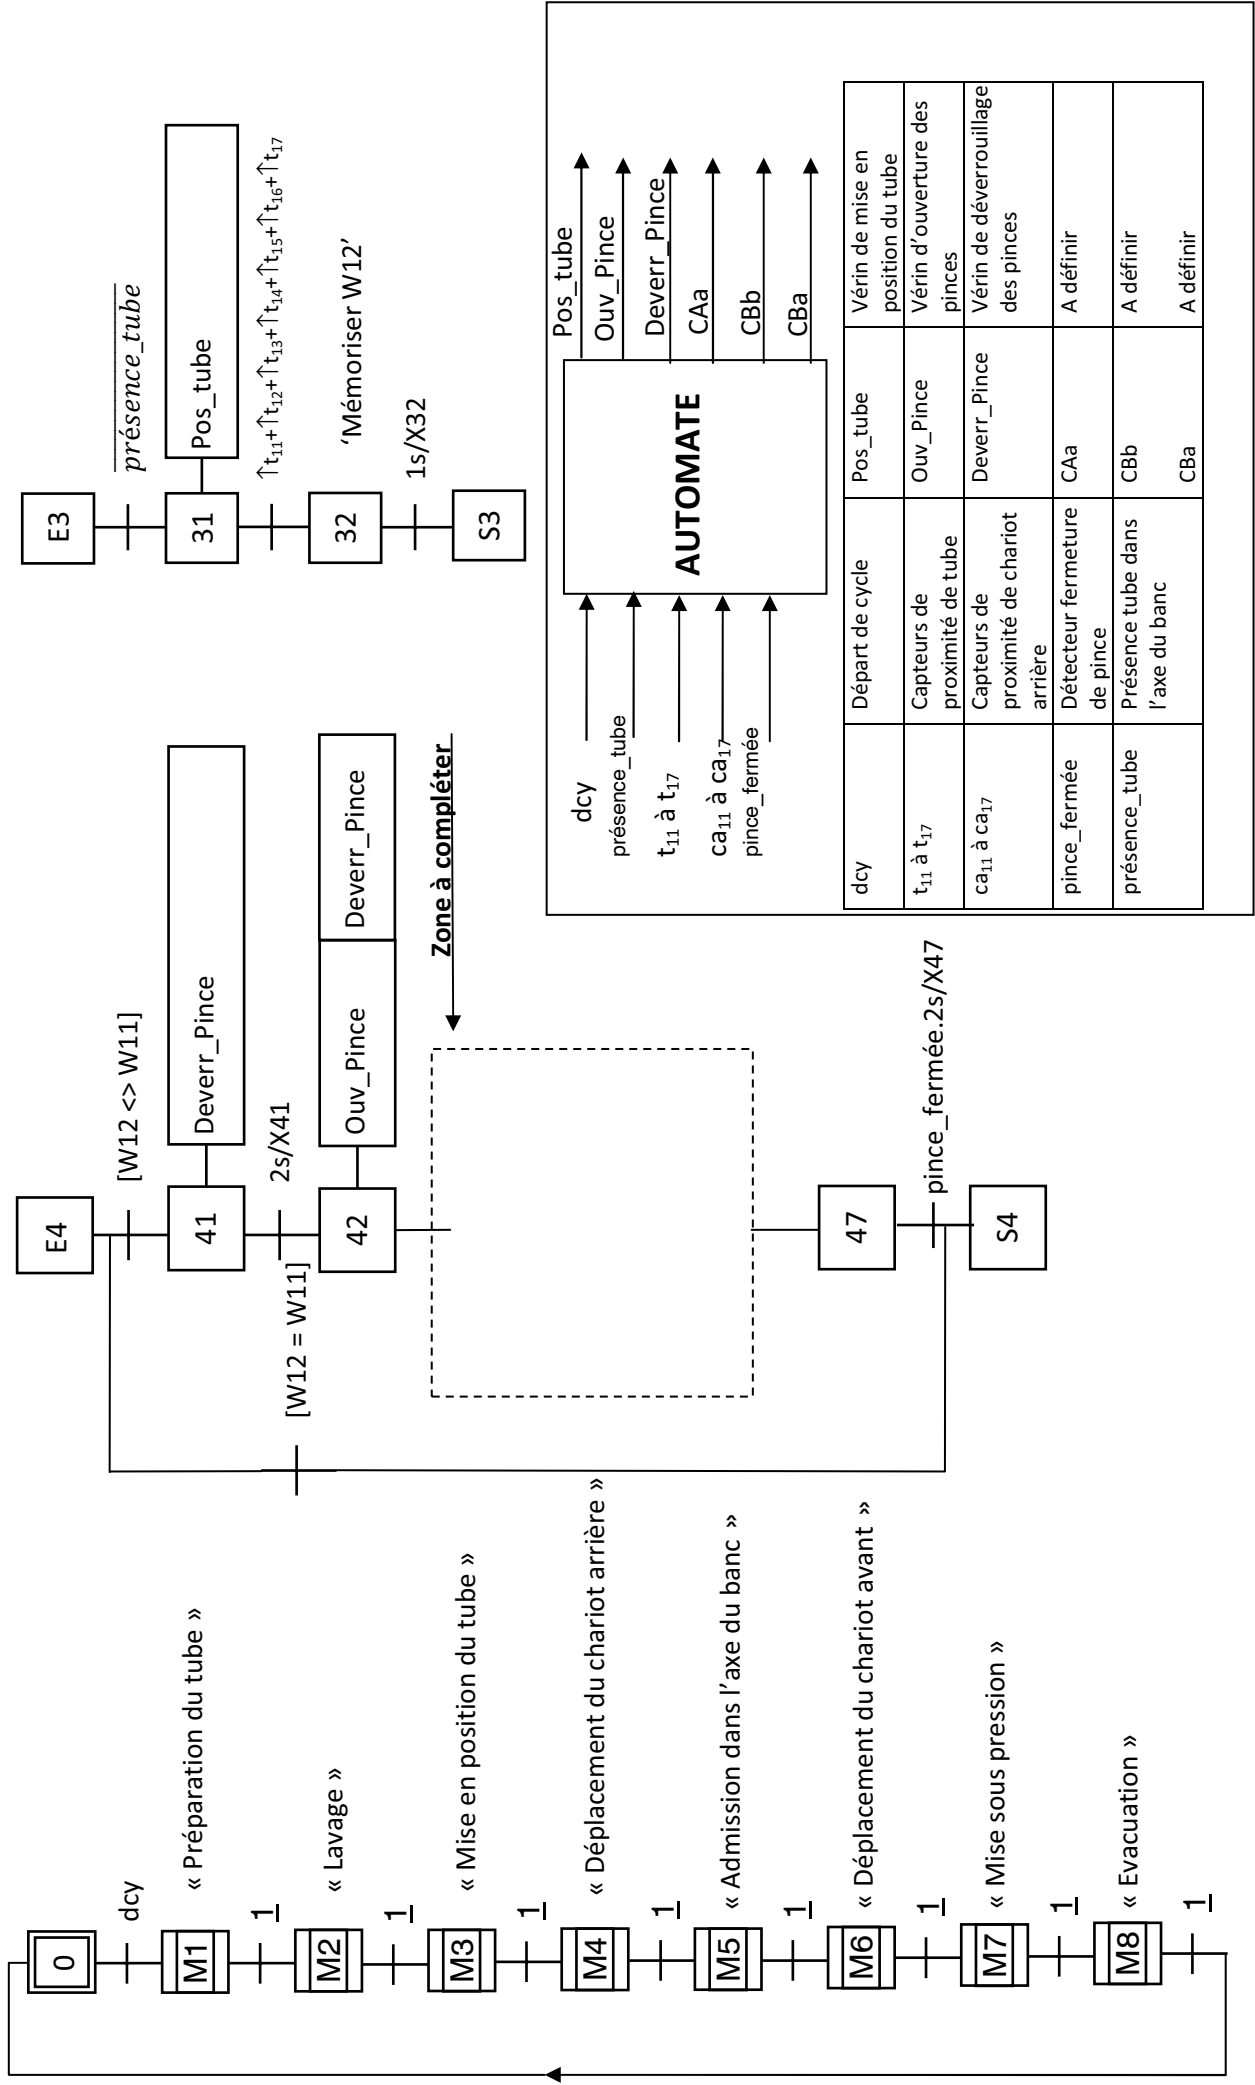 0
dcy
M1
« Préparation du tube »
1
M2
« Lavage »
1
M3
« Mise en position du tube »
1
M4
« Déplacement du chariot arrière »
1
M5
« Admission dans l'axe du banc »
1
M6
« Déplacement du chariot avant »
1
M7
« Mise sous pression »
1
M8
« Evacuation »
1
E4
[W12 <> W11]
41
Deverr_Pince
2s/X41
[W12 = W11]
42
Ouv_Pince
Deverr_Pince
Zone à compléter
47
pince_fermée.2s/X47
S4
E3
présence_tube
31
Pos_tube
↑t11+↑t12+↑t13+↑t14+↑t15+↑t16+↑t17
32
'Mémoriser W12'
1s/X32
S3
dcy
présence_tube
t11 à t17
ca11 à ca17
pince_fermée
AUTOMATE
Pos_tube
Ouv_Pince
Deverr_Pince
CAa
CBb
CBa
dcy
Départ de cycle
Pos_tube
Vérin de mise en
position du tube
t11 à t17
Capteurs de
proximité de tube
Ouv_Pince
Vérin d'ouverture des
pinces
ca11 à ca17
Capteurs de
proximité de chariot
arrière
Deverr_Pince
Vérin de déverrouillage
des pinces
pince_fermée
Détecteur fermeture
de pince
CAa
A définir
présence_tube
Présence tube dans
l'axe du banc
CBb
A définir
CBa
A définir